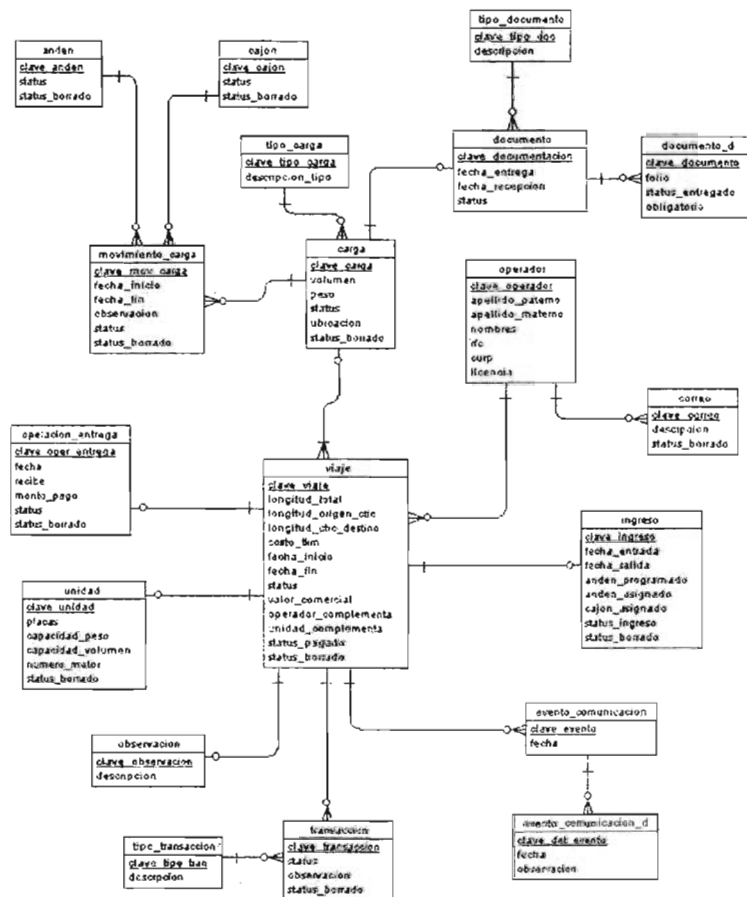 tipo_documento
clave_tipo_doc
descripcion
anden
clave_anden
status
status_borrado
cajon
clave_cajon
status
status_borrado
tipo_carga
clave_tipo_carga
descripcion_tipo
documento
clave_documentacion
fecha_entrega
fecha_recepcion
status
documento_d
clave_documento
folio
status_entregado
obligatorio
movimiento_carga
clave_mov_carga
fecha_inicio
fecha_fin
observacion
status
status_borrado
carga
clave_carga
volumen
peso
status
ubicacion
status_borrado
operador
clave_operador
apellido_paterno
apellido_materno
nombres
rfc
curp
licencia
correo
clave_correo
descripcion
status_borrado
operacion_entrega
clave_oper_entrega
fecha
recibe
monto_pago
status
status_borrado
viaje
clave_viaje
longitud_total
longitud_origen_ctrc
longitud_ctrc_destino
costo_tkm
fecha_inicio
fecha_fin
status
valor_comercial
operador_complementa
unidad_complementa
status_pagado
status_borrado
ingreso
clave_ingreso
fecha_entrada
fecha_salida
anden_programado
anden_asignado
cajon_asignado
status_ingreso
status_borrado
unidad
clave_unidad
placas
capacidad_peso
capacidad_volumen
numero_motor
status_borrado
observacion
clave_observacion
descripcion
evento_comunicacion
clave_evento
fecha
tipo_transaccion
clave_tipo_tran
descripcion
transaccion
clave_transaccion
status
observacion
status_borrado
evento_comunicacion_d
clave_det_evento
fecha
observacion